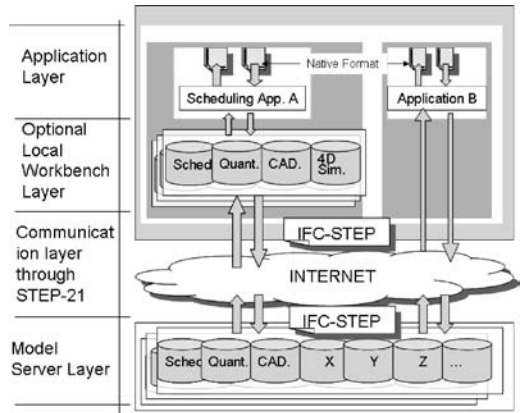 Application
Layer
Native Format
Scheduling App. A
Application B
Optional
Local
Workbench
Layer
Sched
Quant.
CAD.
4D
Sim.
Communicat
ion layer
through
STEP-21
IFC-STEP
INTERNET
IFC-STEP
Model
Server Layer
Sched
Quant.
CAD.
X
Y
Z
...